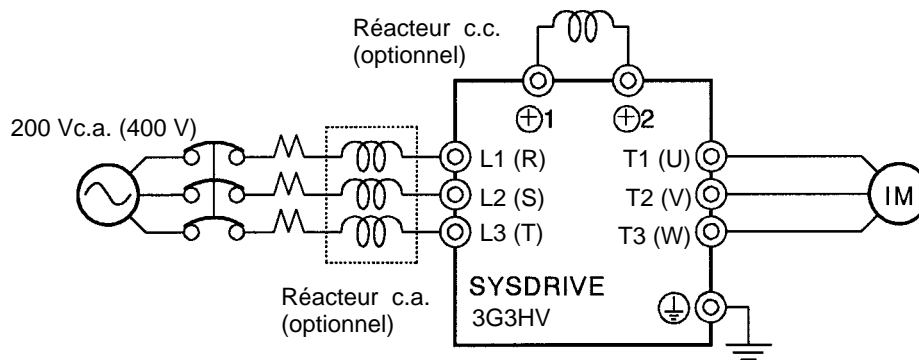 Réacteur c.c.
(optionnel)
⊕1
⊕2
200 Vc.a. (400 V)
L1 (R)
T1 (U)
L2 (S)
T2 (V)
IM
L3 (T)
T3 (W)
SYSDRIVE
3G3HV
Réacteur c.a.
(optionnel)